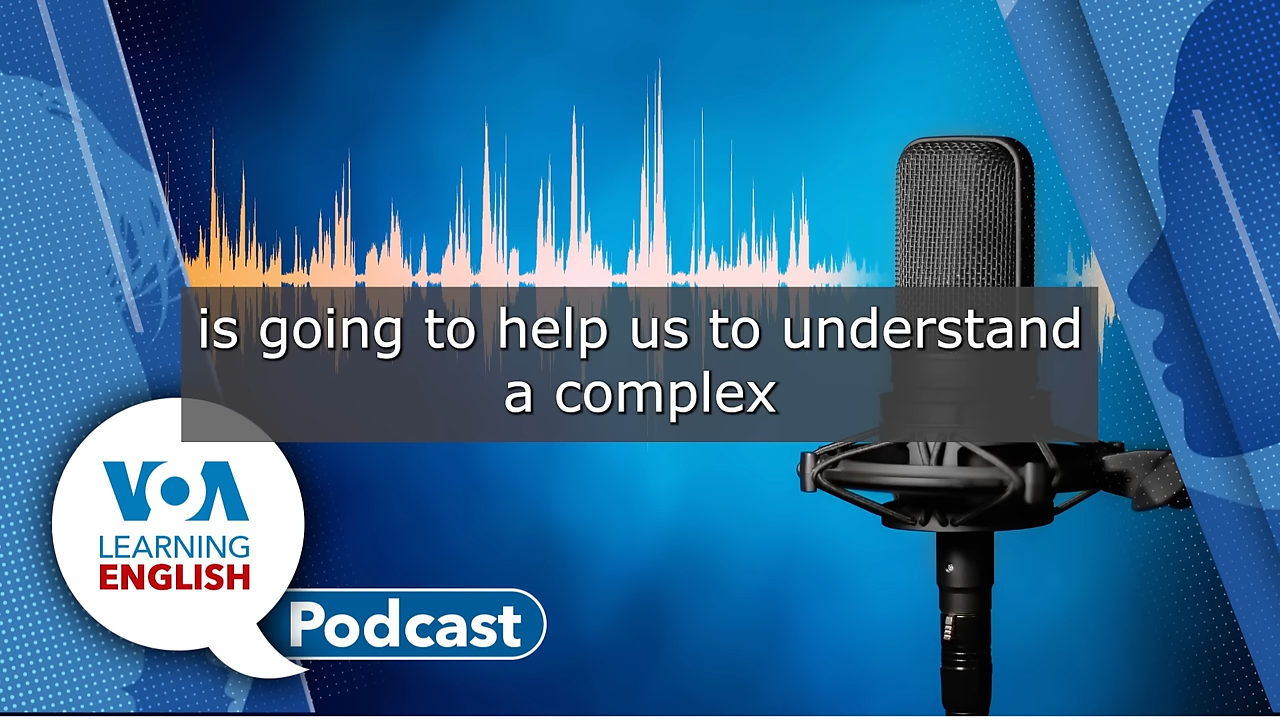 is going to help us to understand
a complex
VOA
LEARNING
ENGLISH
Podcast